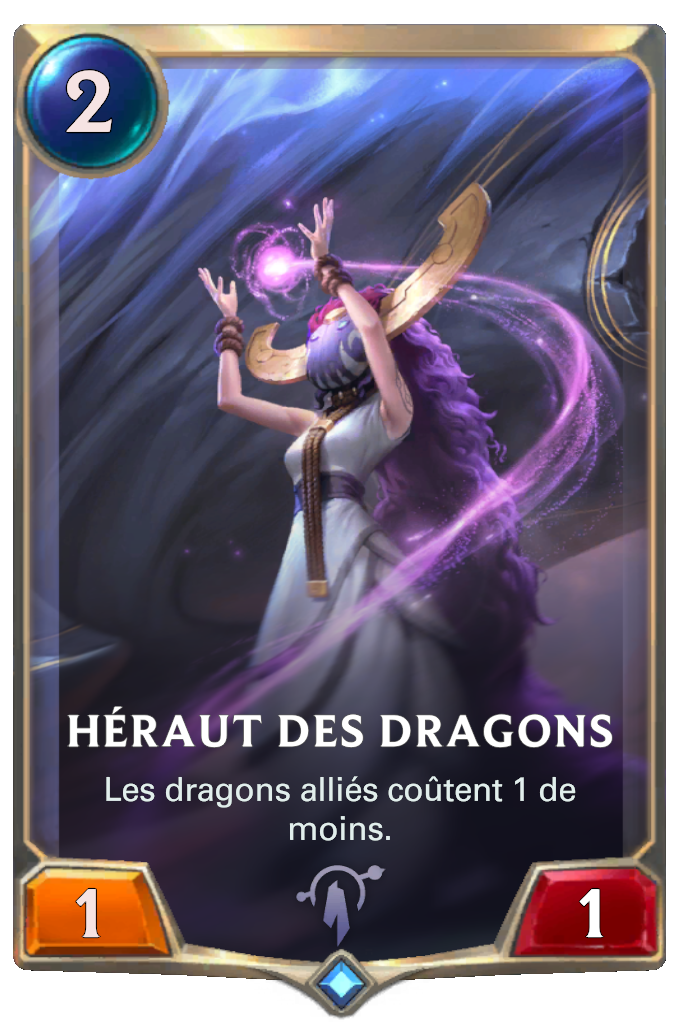 2
HÉRAUT DES DRAGONS
Les dragons alliés coûtent 1 de
moins.
1
1